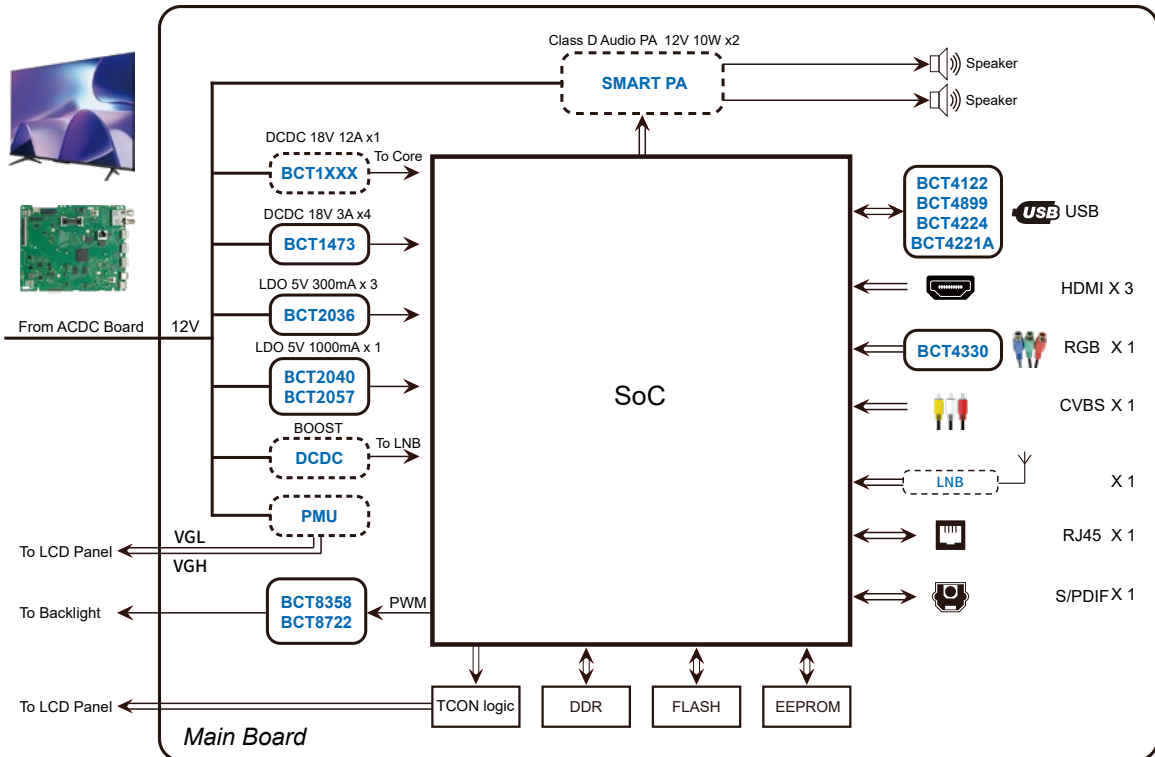 Class D Audio PA 12V 10W x2
SMART PA
Speaker
Speaker
DCDC 18V 12A x1
BCT1XXX
To Core
DCDC 18V 3A x4
BCT1473
LDO 5V 300mA x 3
BCT2036
From ACDC Board
12V
LDO 5V 1000mA x 1
BCT2040
BCT2057
BOOST
DCDC
To LNB
PMU
VGL
To LCD Panel
VGH
BCT8358
BCT8722
PWM
To Backlight
SoC
BCT4122
BCT4899
BCT4224
BCT4221A
USB USB
HDMI X 3
BCT4330
RGB X 1
CVBS X 1
LNB
X 1
RJ45 X 1
S/PDIF X 1
To LCD Panel
TCON logic
DDR
FLASH
EEPROM
Main Board